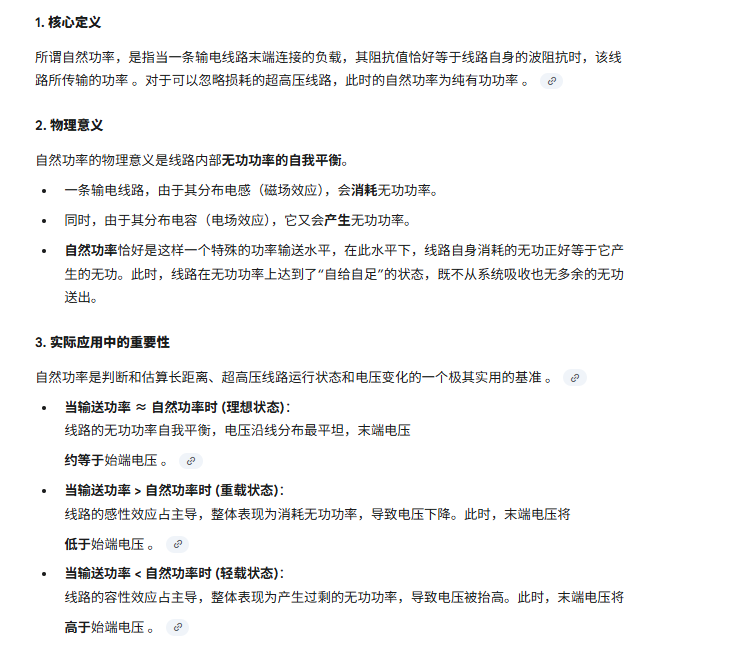 1. 核心定义
所谓自然功率，是指当一条输电线路末端连接的负载，其阻抗值恰好等于线路自身的波阻抗时，该线
路所传输的功率 。对于可以忽略损耗的超高压线路，此时的自然功率为纯有功功率 。
2. 物理意义
自然功率的物理意义是线路内部无功功率的自我平衡。
• 一条输电线路，由于其分布电感（磁场效应），会消耗无功功率。
• 同时，由于其分布电容（电场效应），它又会产生无功功率。
• 自然功率恰好是这样一个特殊的功率输送水平，在此水平下，线路自身消耗的无功正好等于它产
生的无功。此时，线路在无功功率上达到了“自给自足”的状态，既不从系统吸收也无多余的无功
送出。
3. 实际应用中的重要性
自然功率是判断和估算长距离、超高压线路运行状态和电压变化的一个极其实用的基准 。
• 当输送功率 ≈ 自然功率时 (理想状态)：
线路的无功功率自我平衡，电压沿线分布最平坦，末端电压
约等于始端电压 。
• 当输送功率 > 自然功率时 (重载状态)：
线路的感性效应占主导，整体表现为消耗无功功率，导致电压下降。此时，末端电压将
低于始端电压 。
• 当输送功率 < 自然功率时 (轻载状态)：
线路的容性效应占主导，整体表现为产生过剩的无功功率，导致电压被抬高。此时，末端电压将
高于始端电压 。